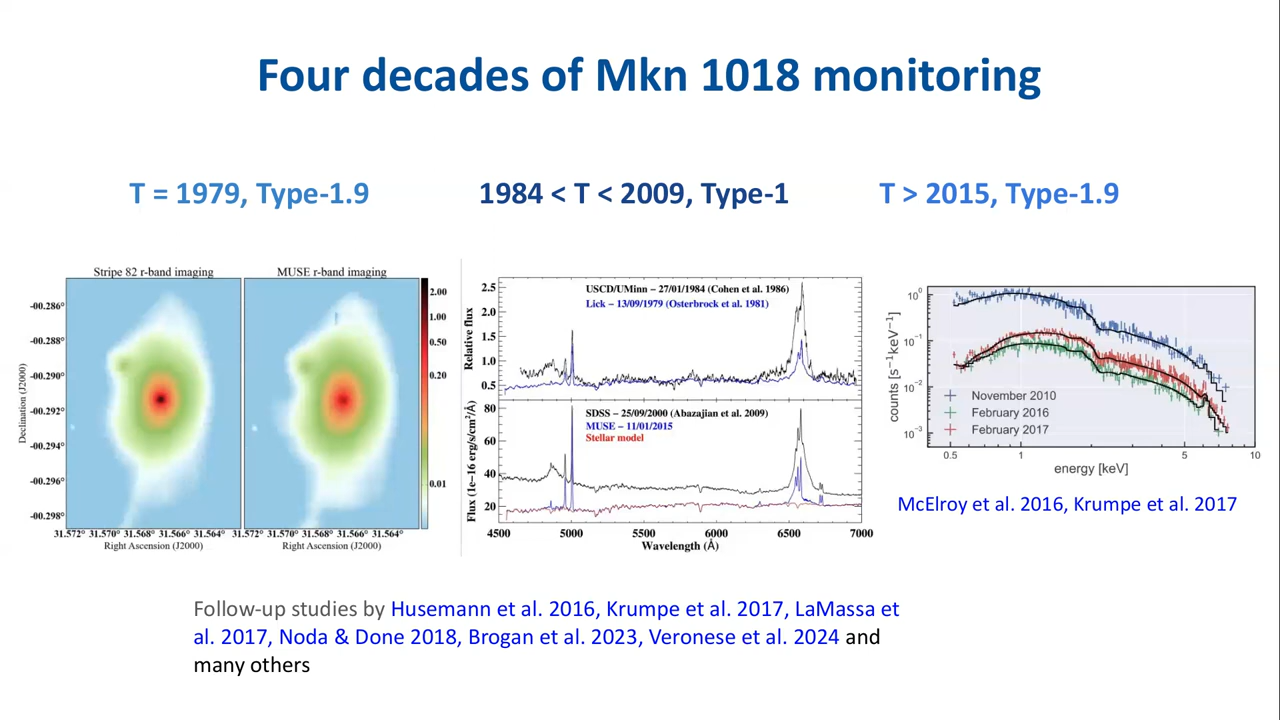 Four decades of Mkn 1018 monitoring
T = 1979, Type-1.9
1984 < T < 2009, Type-1
T > 2015, Type-1.9
Stripe 82 r-band imaging
MUSE r-band imaging
-00.286°
-00.288°
-00.290°
-00.292°
-00.294°
-00.296°
-00.298°
Declination (J2000)
31.572° 31.570° 31.568° 31.566° 31.564°
31.572° 31.570° 31.568° 31.566° 31.564°
Right Ascension (J2000)
Right Ascension (J2000)
2.00
1.00
0.50
0.20
0.01
USCD/UMinn – 27/01/1984 (Cohen et al. 1986)
Lick – 13/09/1979 (Osterbrock et al. 1981)
2.5
2.0
1.5
1.0
0.5
Relative flux
SDSS – 25/09/2000 (Abazajian et al. 2009)
MUSE – 11/01/2015
Stellar model
80
60
40
20
Flux (1e−16 erg/s/cm²/Å)
4500 5000 5500 6000 6500 7000
Wavelength (Å)
10⁰
10⁻¹
10⁻²
10⁻³
counts [s⁻¹keV⁻¹]
November 2010
February 2016
February 2017
0.5 1 5 10
energy [keV]
McElroy et al. 2016, Krumpe et al. 2017
Follow-up studies by Husemann et al. 2016, Krumpe et al. 2017, LaMassa et
al. 2017, Noda & Done 2018, Brogan et al. 2023, Veronese et al. 2024 and
many others